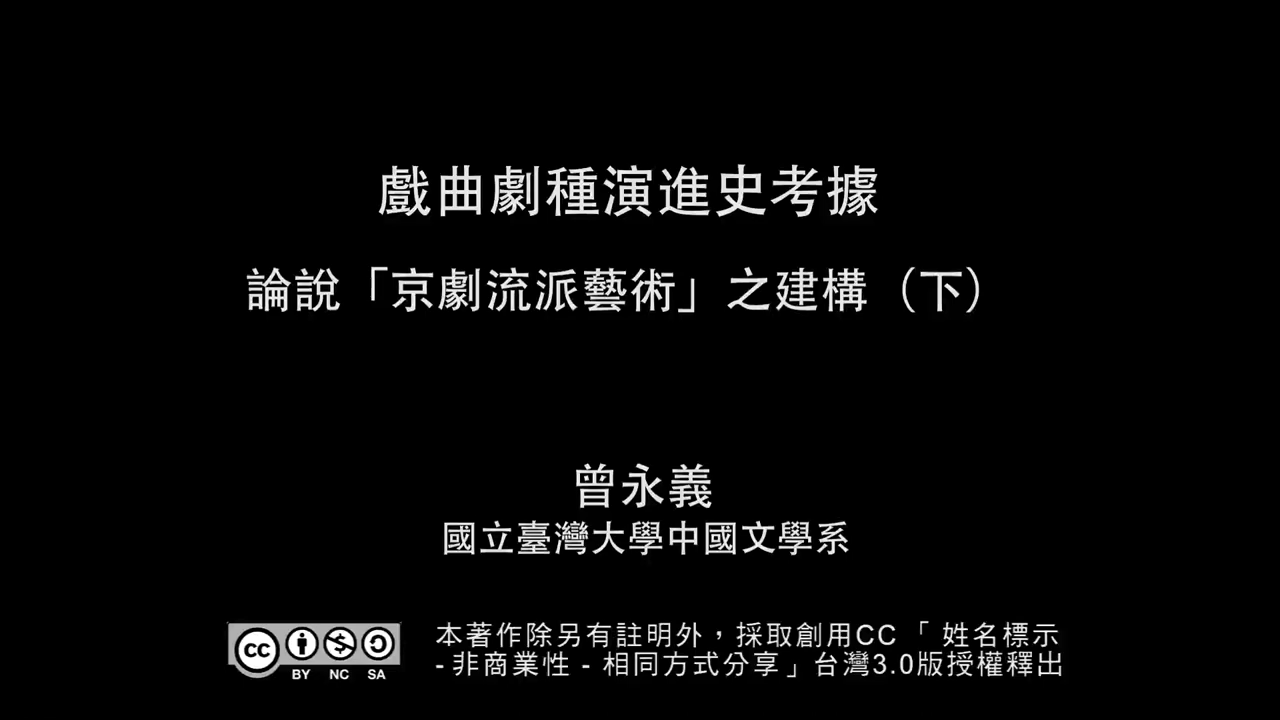 戲曲劇種演進史考據
論說「京劇流派藝術」之建構（下）
曾永義
國立臺灣大學中國文學系
本著作除另有註明外，採取創用CC「 姓名標示
- 非商業性 - 相同方式分享」台灣3.0版授權釋出
CC BY NC SA